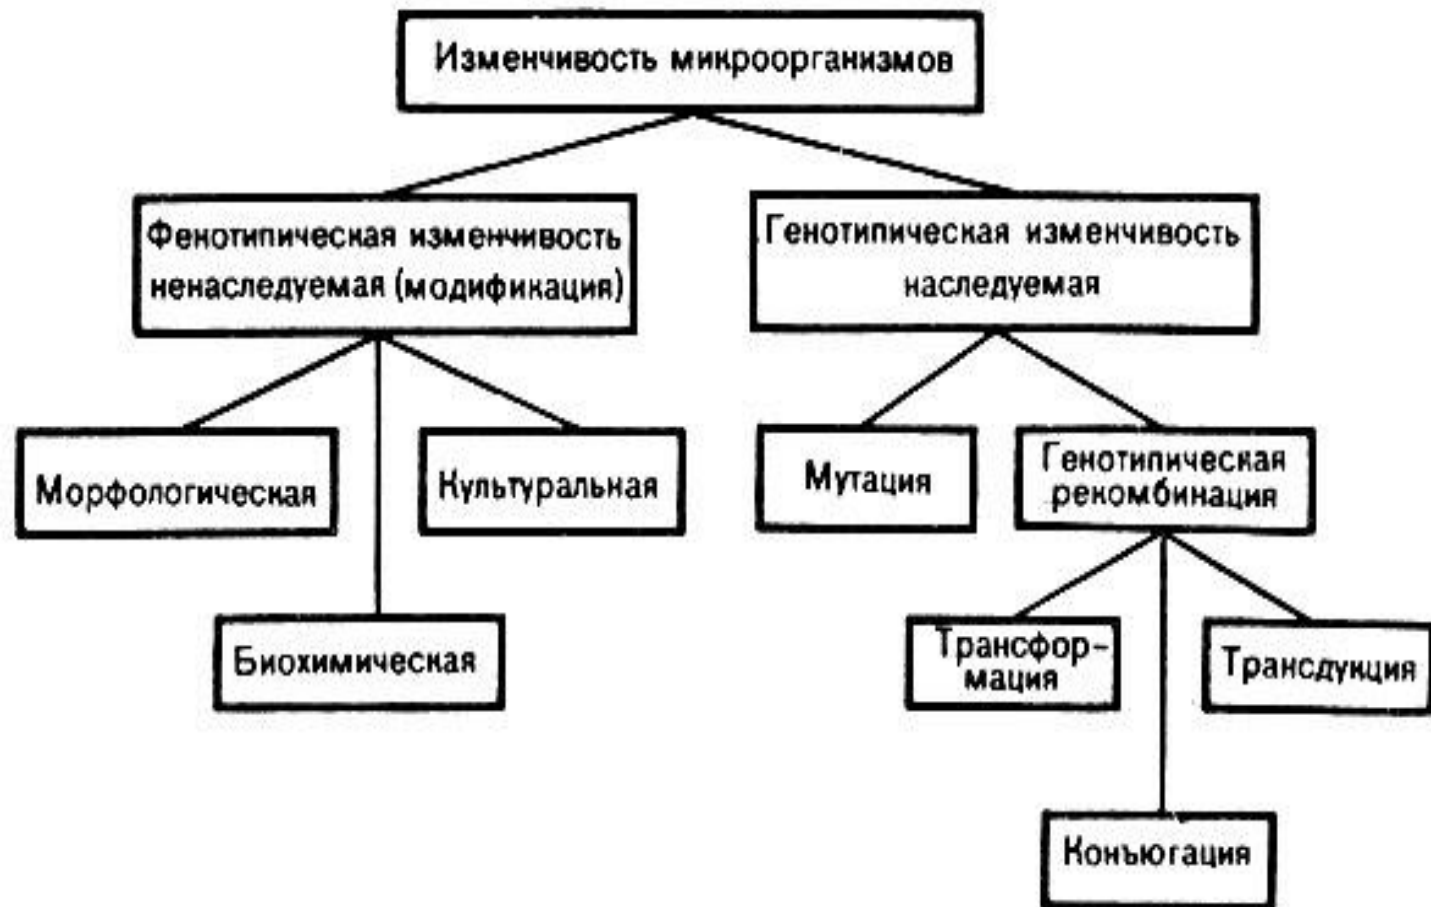 Изменчивость микроорганизмов
Фенотипическая изменчивость
ненаследуемая (модификация)
Генотипическая изменчивость
наследуемая
Морфологическая
Культуральная
Мутация
Генотипическая
рекомбинация
Биохимическая
Трансфор-
мация
Трансдукция
Конъюгация